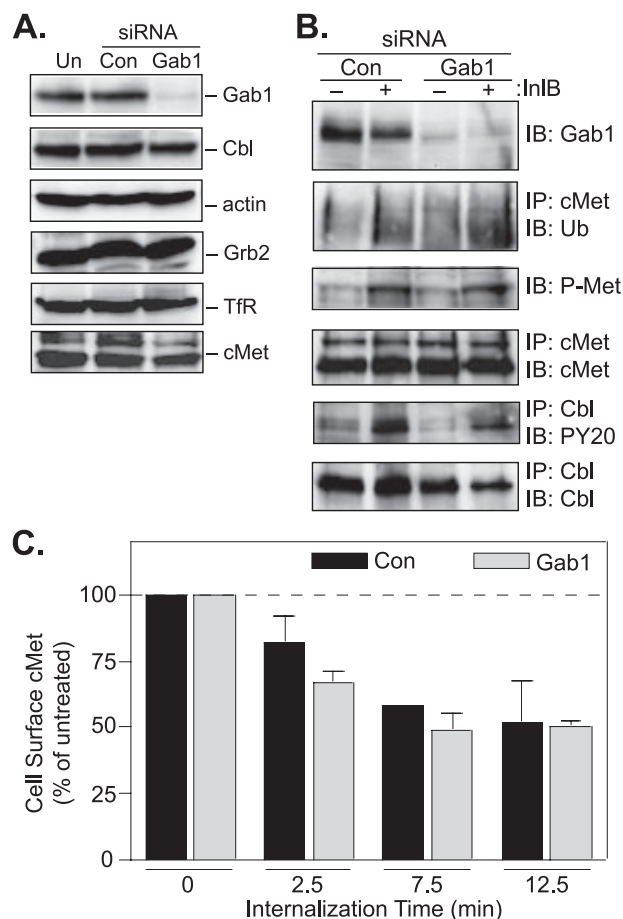 A.
siRNA
Un Con Gab1
Gab1
Cbl
actin
Grb2
TfR
cMet
B.
siRNA
Con Gab1
– + – + :InlB
IB: Gab1
IP: cMet
IB: Ub
IB: P-Met
IP: cMet
IB: cMet
IP: Cbl
IB: PY20
IP: Cbl
IB: Cbl
C.
Con Gab1
Cell Surface cMet
(% of untreated)
100
75
50
25
0
0 2.5 7.5 12.5
Internalization Time (min)